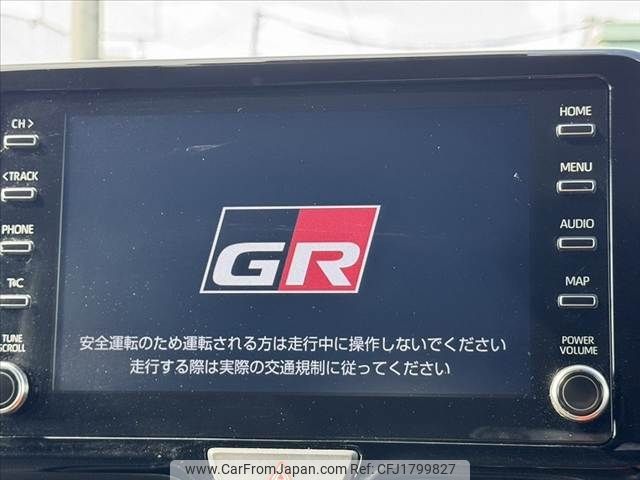 CH >
< TRACK
PHONE
T&C
TUNE
SCROLL
HOME
MENU
AUDIO
MAP
POWER
VOLUME
GR
安全運転のため運転される方は走行中に操作しないでください
走行する際は実際の交通規制に従ってください
www.CarFromJapan.com CFJ1799827